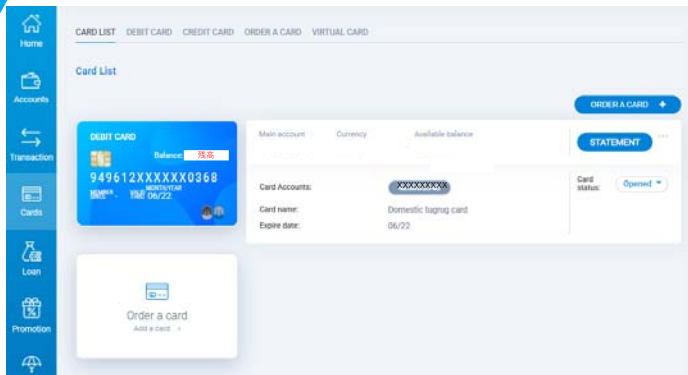 Home
Accounts
Transaction
Cards
Loan
Promotion
CARD LIST DEBIT CARD CREDIT CARD ORDER A CARD VIRTUAL CARD
Card List
ORDER A CARD +
DEBIT CARD
Balance: 残高
949612XXXXXX0368
MONTH/YEAR
THRU 06/22
Main account Currency Available balance
STATEMENT ...
Card Accounts: XXXXXXXXX
Card status: Opened
Card name: Domestic tugrug card
Expire date: 06/22
Order a card
Add a card ›